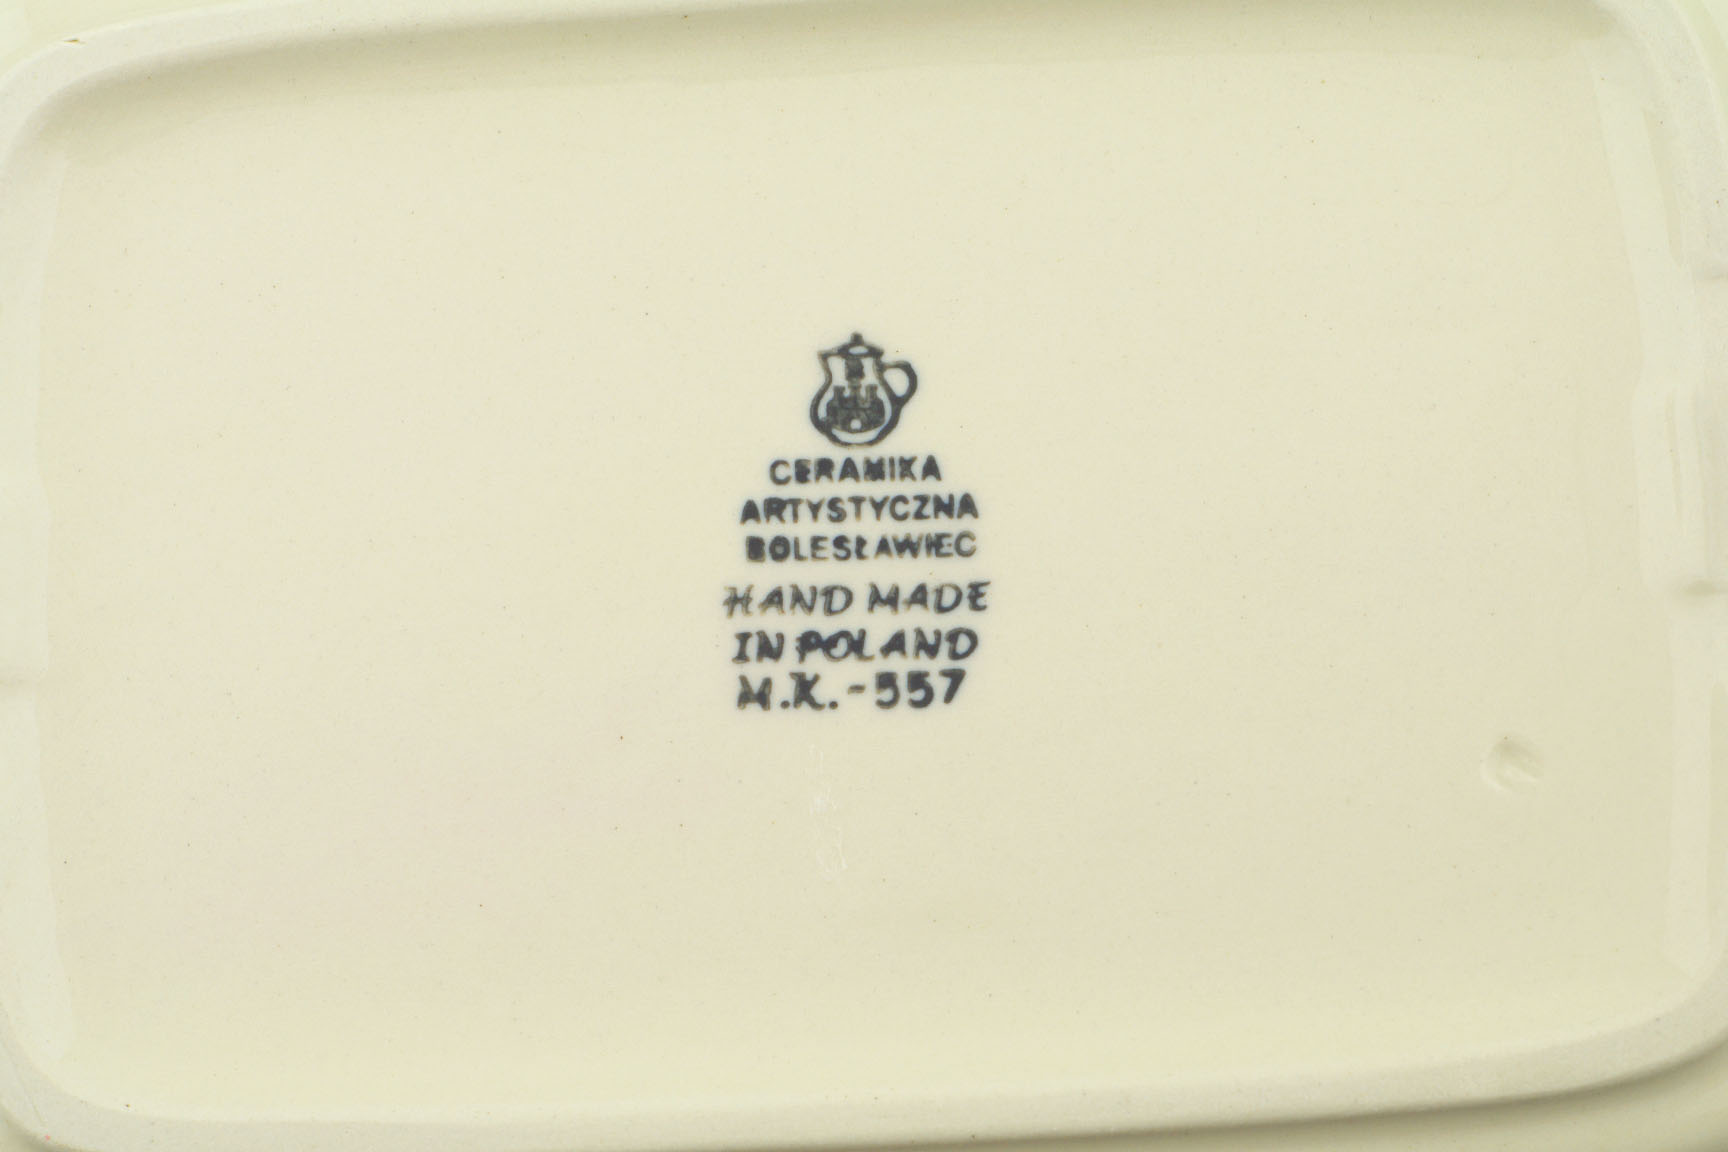 CERAMIKA
ARTYSTYCZNA
BOLESŁAWIEC
HAND MADE
IN POLAND
M.K.-557